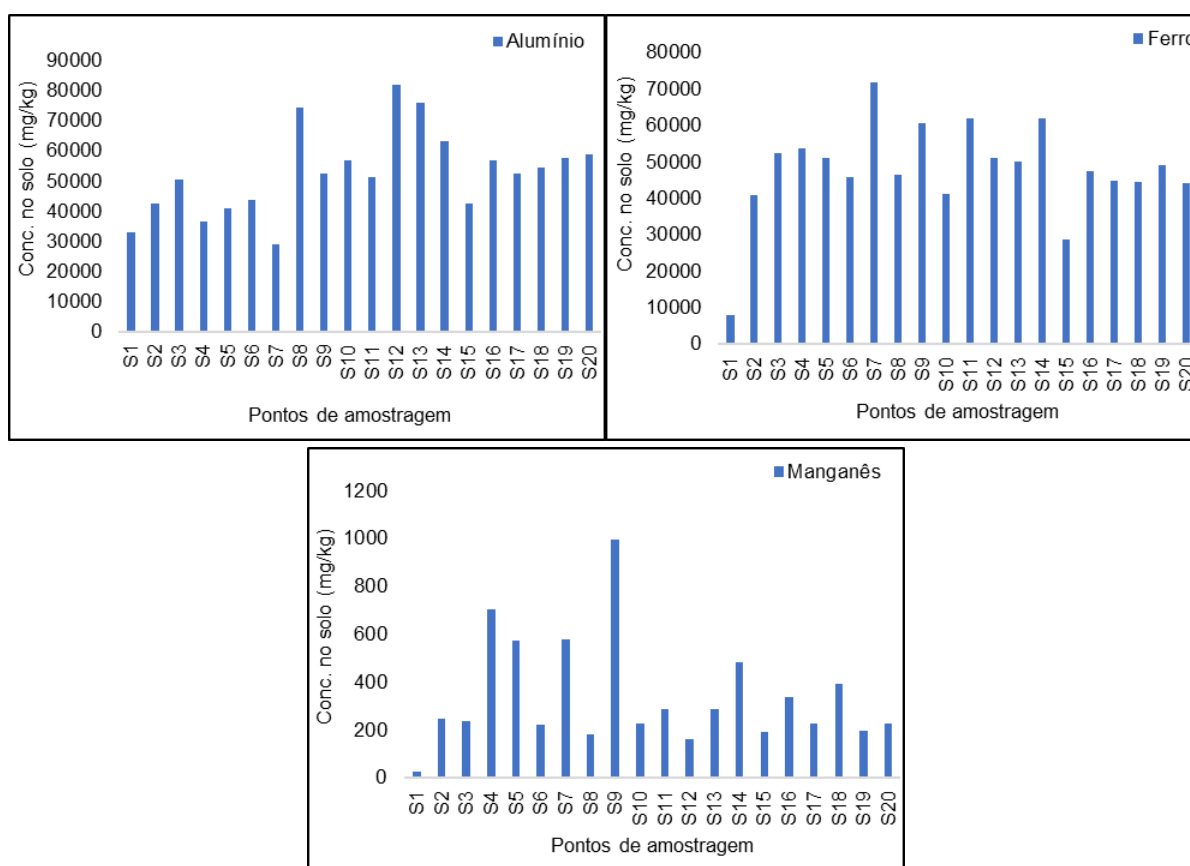 Alumínio
Conc. no solo (mg/kg)
90000
80000
70000
60000
50000
40000
30000
20000
10000
0
S1 S2 S3 S4 S5 S6 S7 S8 S9 S10 S11 S12 S13 S14 S15 S16 S17 S18 S19 S20
Pontos de amostragem
Ferro
Conc. no solo (mg/kg)
80000
70000
60000
50000
40000
30000
20000
10000
0
S1 S2 S3 S4 S5 S6 S7 S8 S9 S10 S11 S12 S13 S14 S15 S16 S17 S18 S19 S20
Pontos de amostragem
Manganês
Conc. no solo (mg/kg)
1200
1000
800
600
400
200
0
S1 S2 S3 S4 S5 S6 S7 S8 S9 S10 S11 S12 S13 S14 S15 S16 S17 S18 S19 S20
Pontos de amostragem